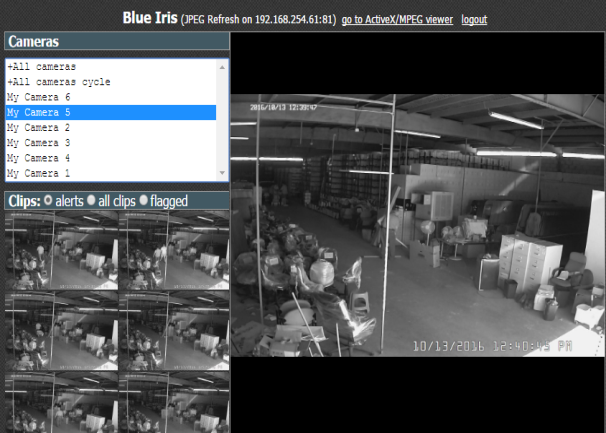 Blue Iris (JPEG Refresh on 192.168.254.61:81) go to ActiveX/MPEG viewer logout
Cameras
+All cameras
+All cameras cycle
My Camera 6
My Camera 5
My Camera 2
My Camera 3
My Camera 4
My Camera 1
Clips: alerts all clips flagged
2016/10/13 12:39:47
10/13/2016 12:40:43 PM